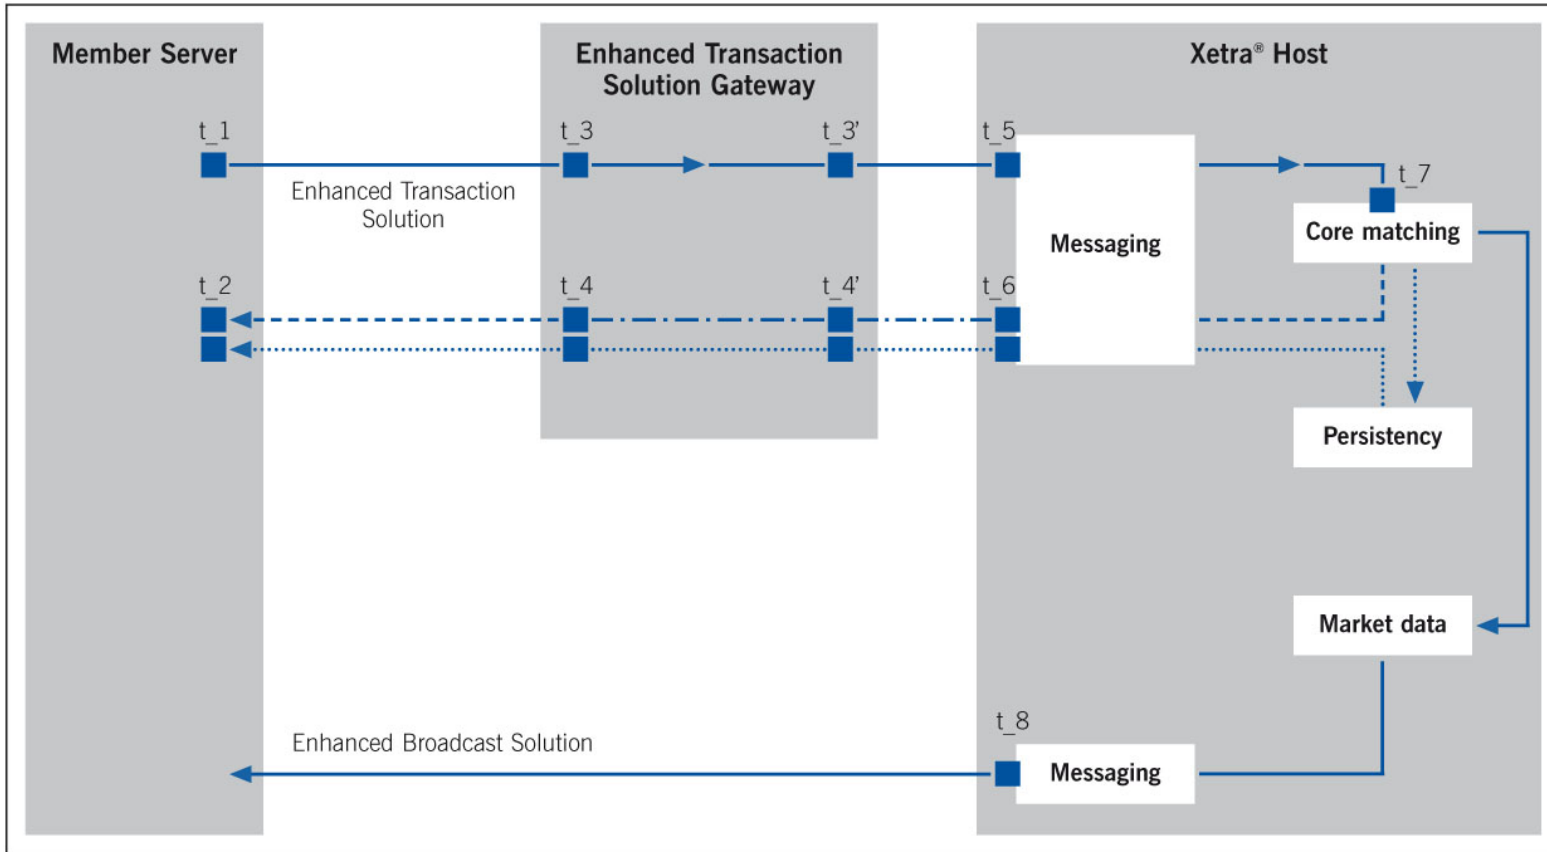 Member Server
Enhanced Transaction
Solution Gateway
Xetra® Host
t_1
t_3
t_3’
t_5
t_7
Enhanced Transaction
Solution
Messaging
Core matching
t_2
t_4
t_4’
t_6
Persistency
Market data
t_8
Enhanced Broadcast Solution
Messaging